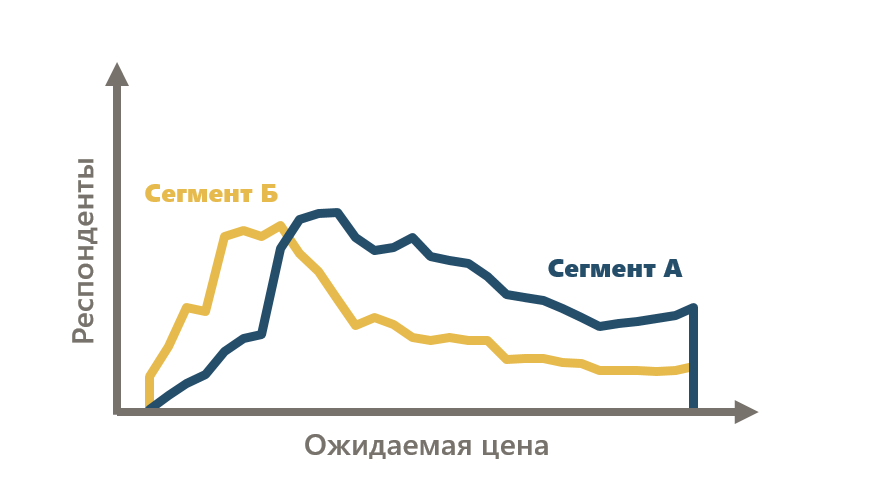 Сегмент Б
Респонденты
Сегмент А
Ожидаемая цена